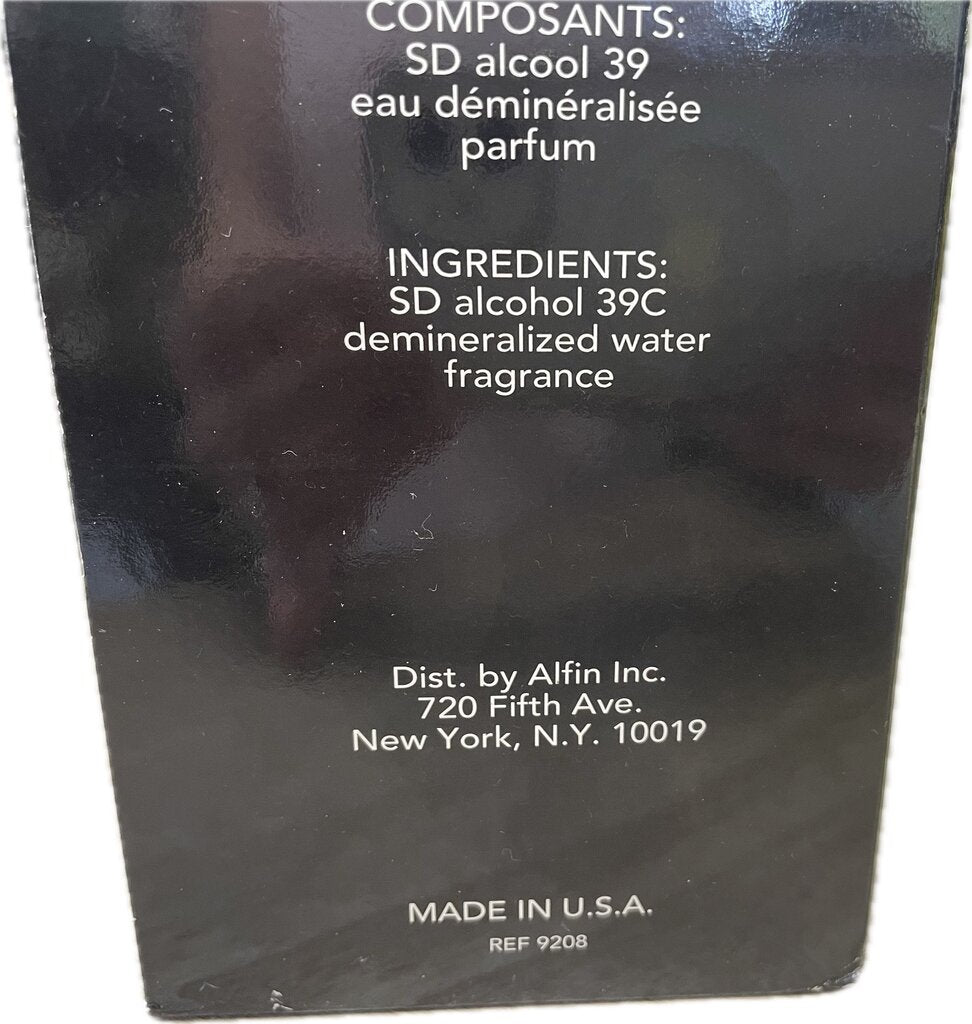 COMPOSANTS:
SD alcool 39
eau déminéralisée
parfum
INGREDIENTS:
SD alcohol 39C
demineralized water
fragrance
Dist. by Alfin Inc.
720 Fifth Ave.
New York, N.Y. 10019
MADE IN U.S.A.
REF 9208